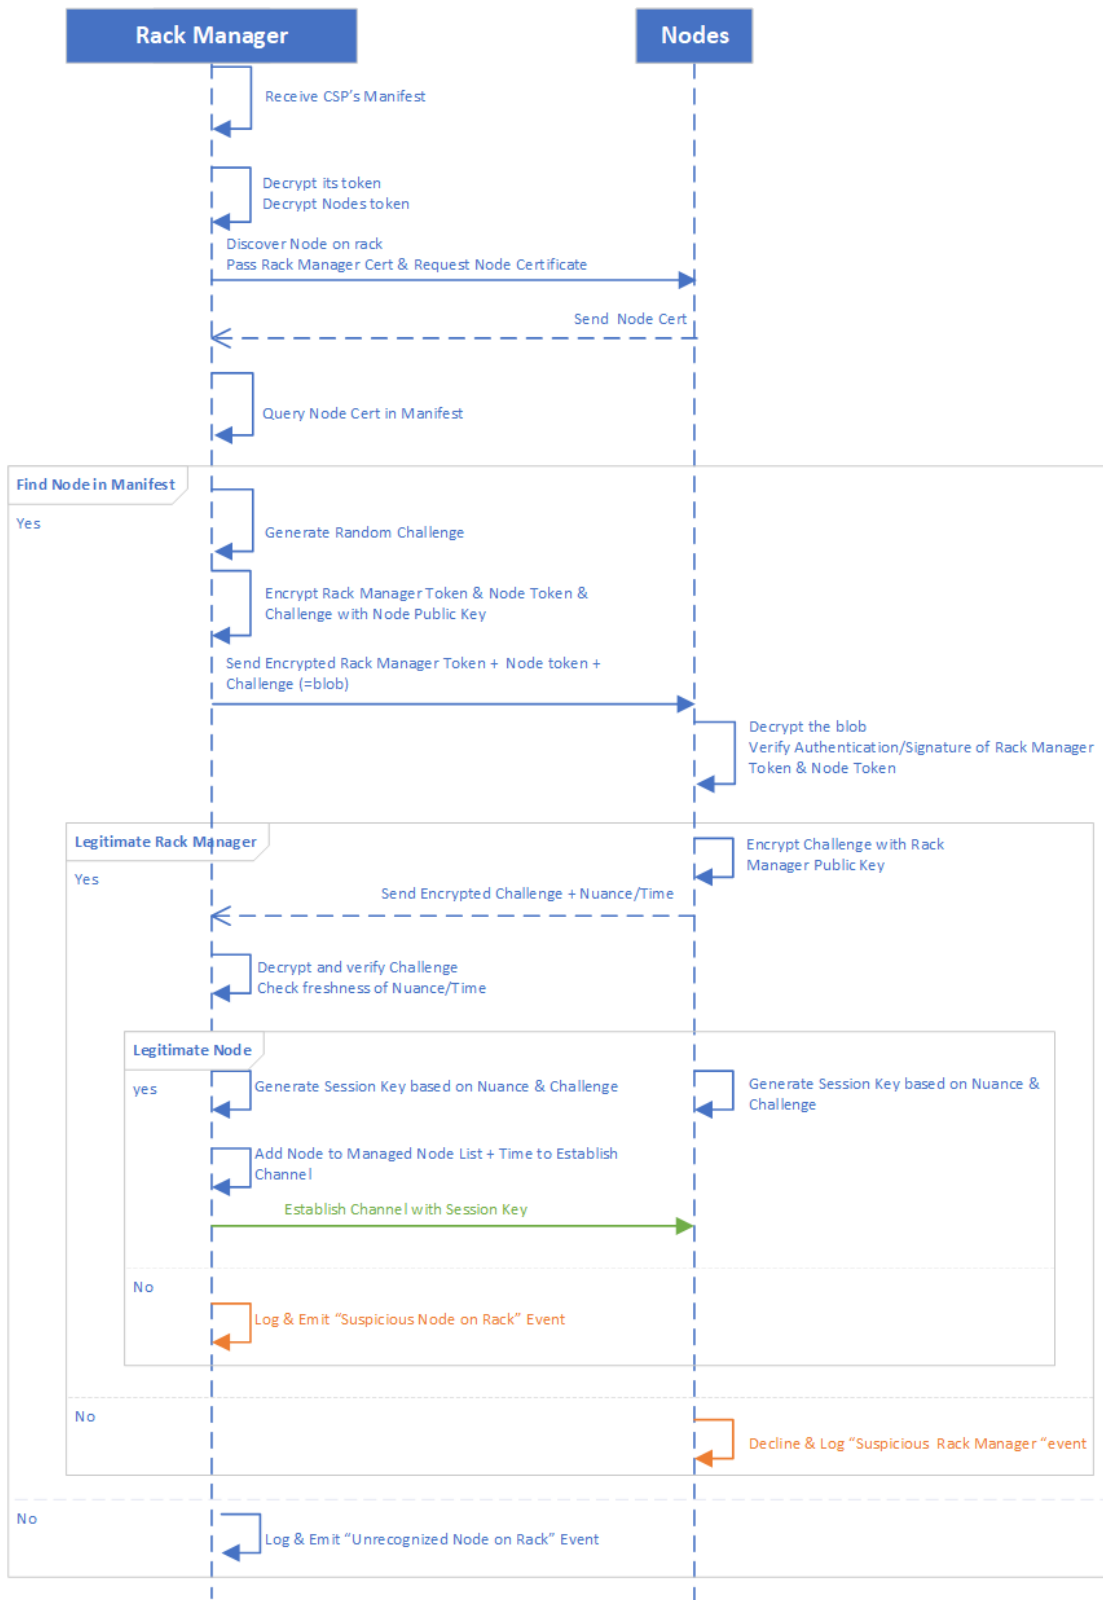 Rack Manager
Nodes
Receive CSP's Manifest
Decrypt its token
Decrypt Nodes token
Discover Node on rack
Pass Rack Manager Cert & Request Node Certificate
Send Node Cert
Query Node Cert in Manifest
Find Node in Manifest
Yes
Generate Random Challenge
Encrypt Rack Manager Token & Node Token &
Challenge with Node Public Key
Send Encrypted Rack Manager Token + Node token +
Challenge (=blob)
Decrypt the blob
Verify Authentication/Signature of Rack Manager
Token & Node Token
Legitimate Rack Manager
Encrypt Challenge with Rack
Manager Public Key
Yes
Send Encrypted Challenge + Nuance/Time
Decrypt and verify Challenge
Check freshness of Nuance/Time
Legitimate Node
yes
Generate Session Key based on Nuance & Challenge
Generate Session Key based on Nuance &
Challenge
Add Node to Managed Node List + Time to Establish
Channel
Establish Channel with Session Key
No
Log & Emit “Suspicious Node on Rack” Event
No
Decline & Log “Suspicious Rack Manager “event
No
Log & Emit “Unrecognized Node on Rack” Event